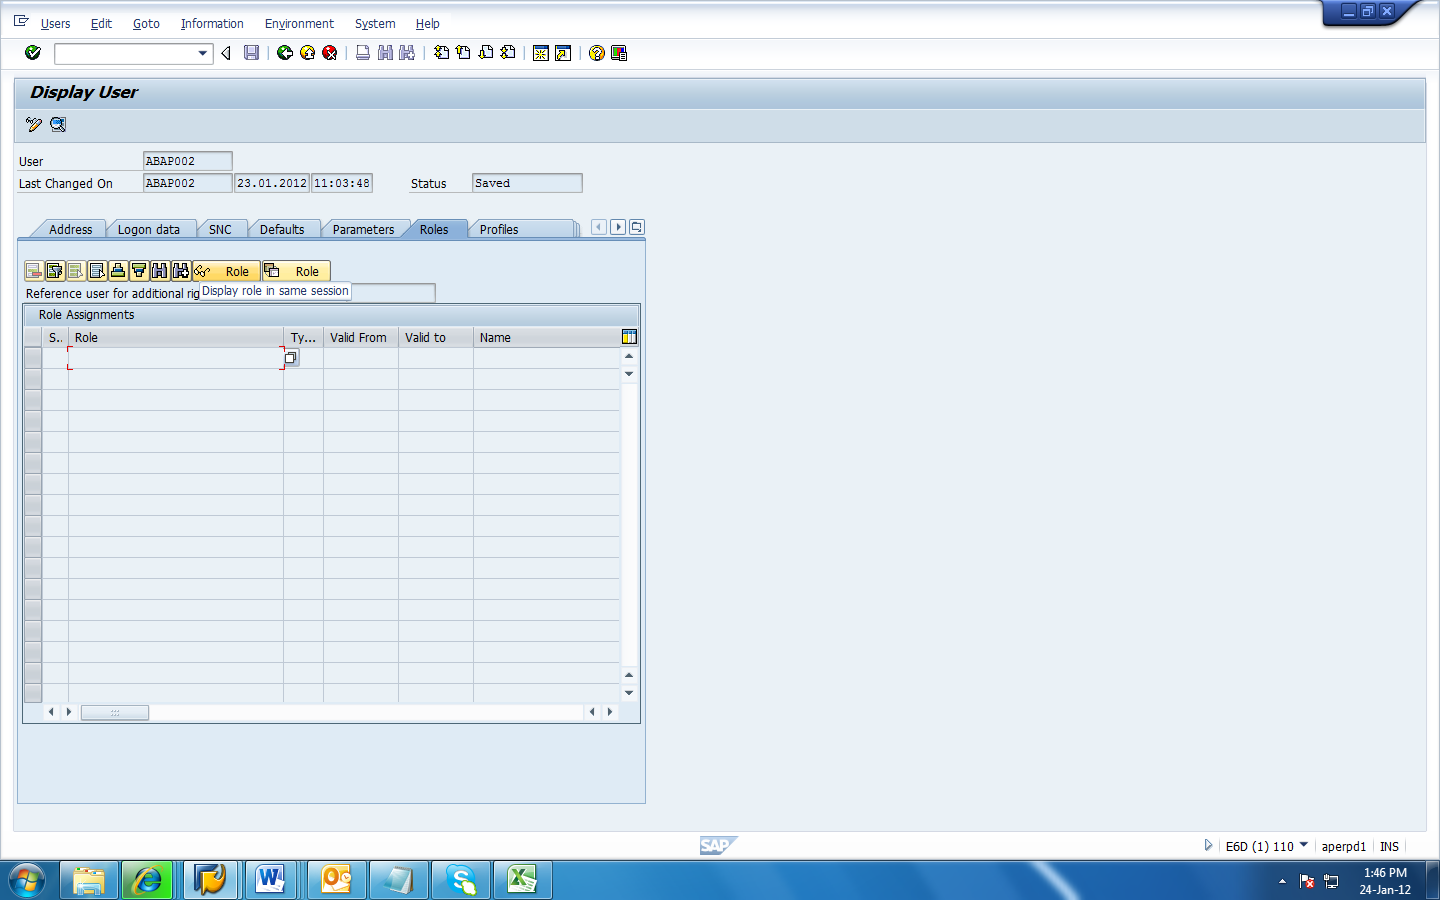 Users Edit Goto Information Environment System Help
Display User
User ABAP002
Last Changed On ABAP002 23.01.2012 11:03:48 Status Saved
Address Logon data SNC Defaults Parameters Roles Profiles
Role Role
Reference user for additional rig
Display role in same session
Role Assignments
S.. Role Ty... Valid From Valid to Name
SAP
E6D (1) 110 aperpd1 INS
1:46 PM
24-Jan-12